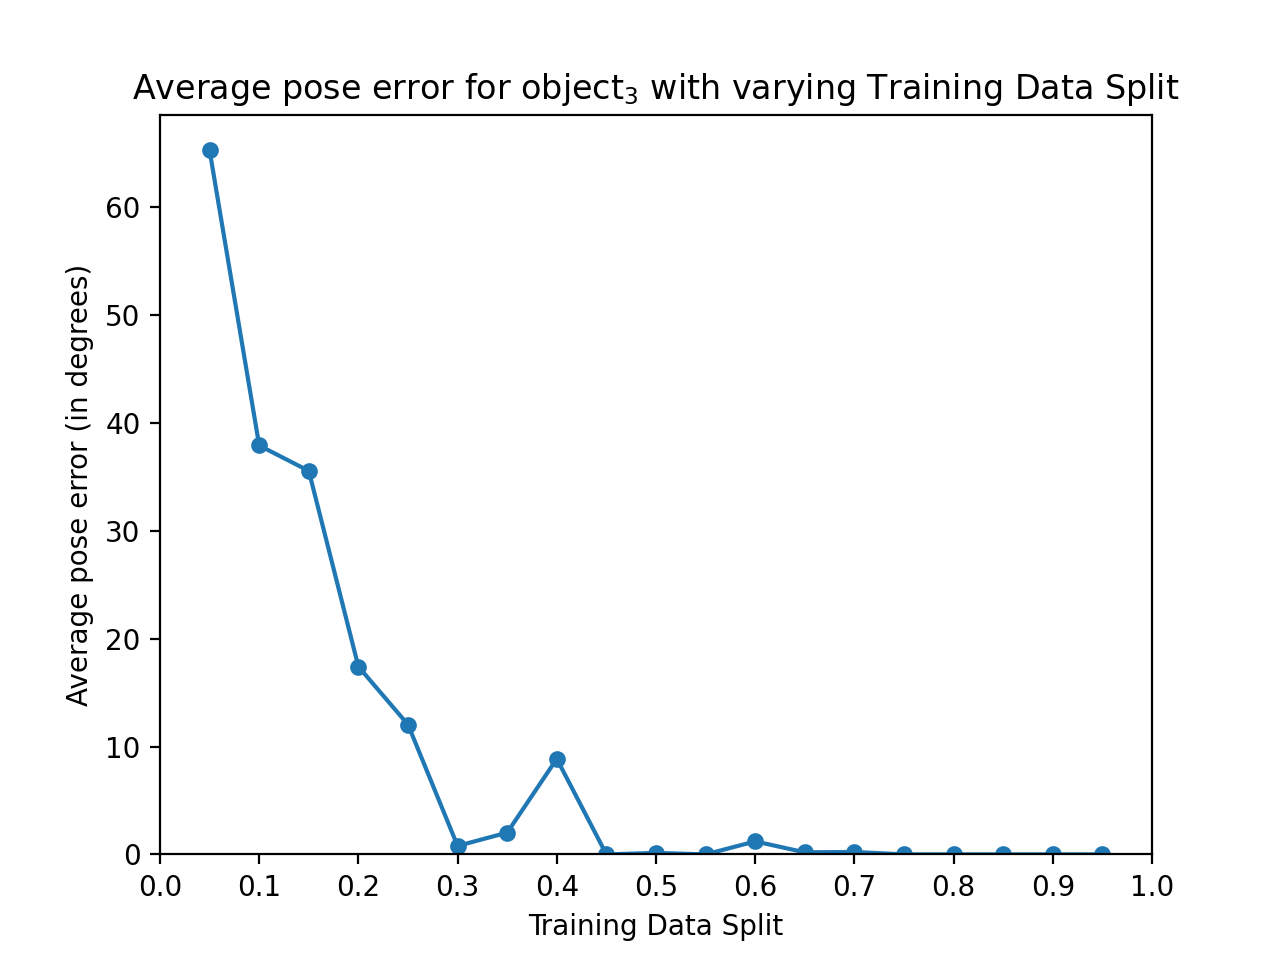 Average pose error for object₃ with varying Training Data Split
Average pose error (in degrees)
60
50
40
30
20
10
0
0.0 0.1 0.2 0.3 0.4 0.5 0.6 0.7 0.8 0.9 1.0
Training Data Split